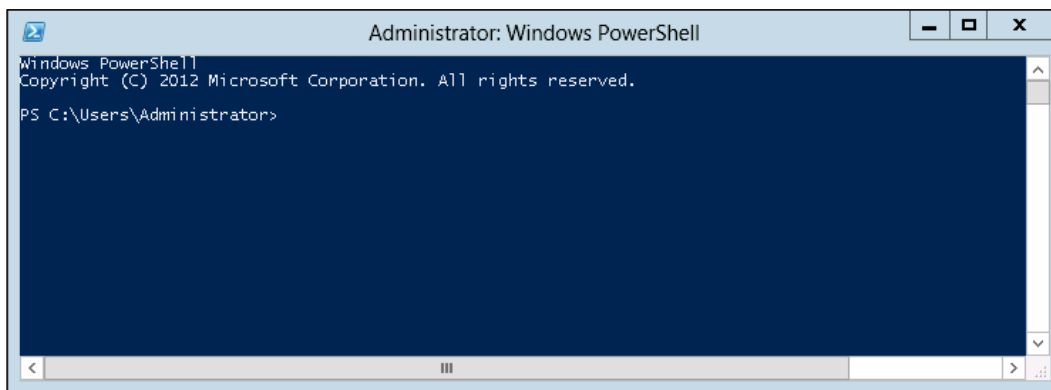 Administrator: Windows PowerShell
Windows PowerShell
Copyright (C) 2012 Microsoft Corporation. All rights reserved.
PS C:\Users\Administrator>